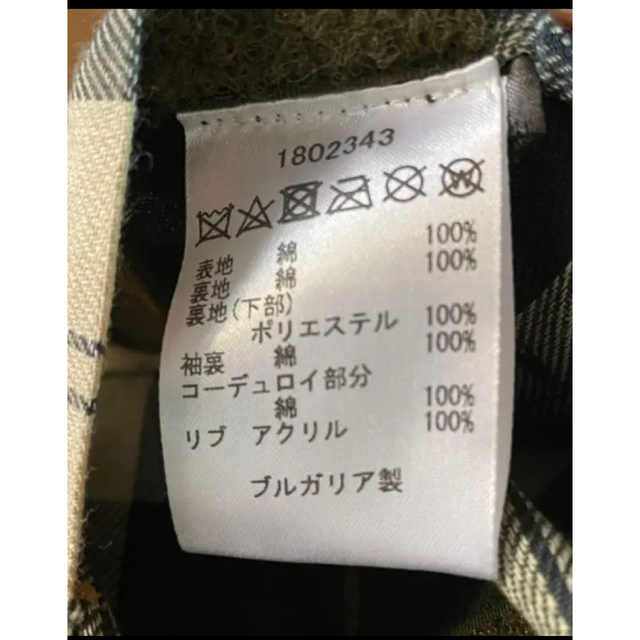 1802343
表地 綿 100%
裏地 綿 100%
裏地(下部)
ポリエステル 100%
袖裏 綿 100%
コーデュロイ部分
綿 100%
リブ アクリル 100%
ブルガリア製